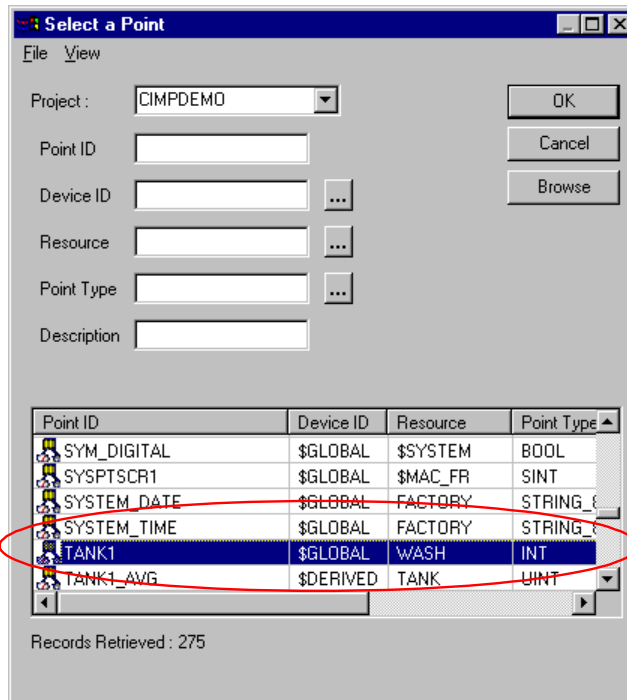 Select a Point
File View
Project : CIMPDEMO OK
Point ID Cancel
Device ID ... Browse
Resource ...
Point Type ...
Description
Point ID Device ID Resource Point Type
SYM_DIGITAL $GLOBAL $SYSTEM BOOL
SYSPTSCR1 $GLOBAL $MAC_FR SINT
SYSTEM_DATE $GLOBAL FACTORY STRING_8
SYSTEM_TIME $GLOBAL FACTORY STRING_8
TANK1 $GLOBAL WASH INT
TANK1_AVG $DERIVED TANK UINT
Records Retrieved : 275